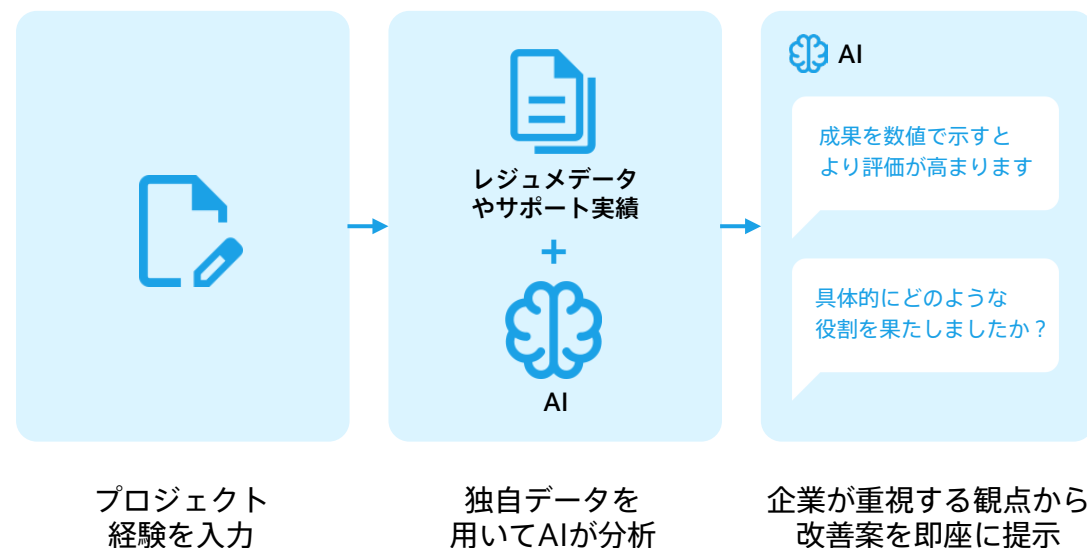 レジュメデータ
やサポート実績
+
AI
AI
成果を数値で示すと
より評価が高まります
具体的にどのような
役割を果たしましたか？
プロジェクト
経験を入力
独自データを
用いてAIが分析
企業が重視する観点から
改善案を即座に提示